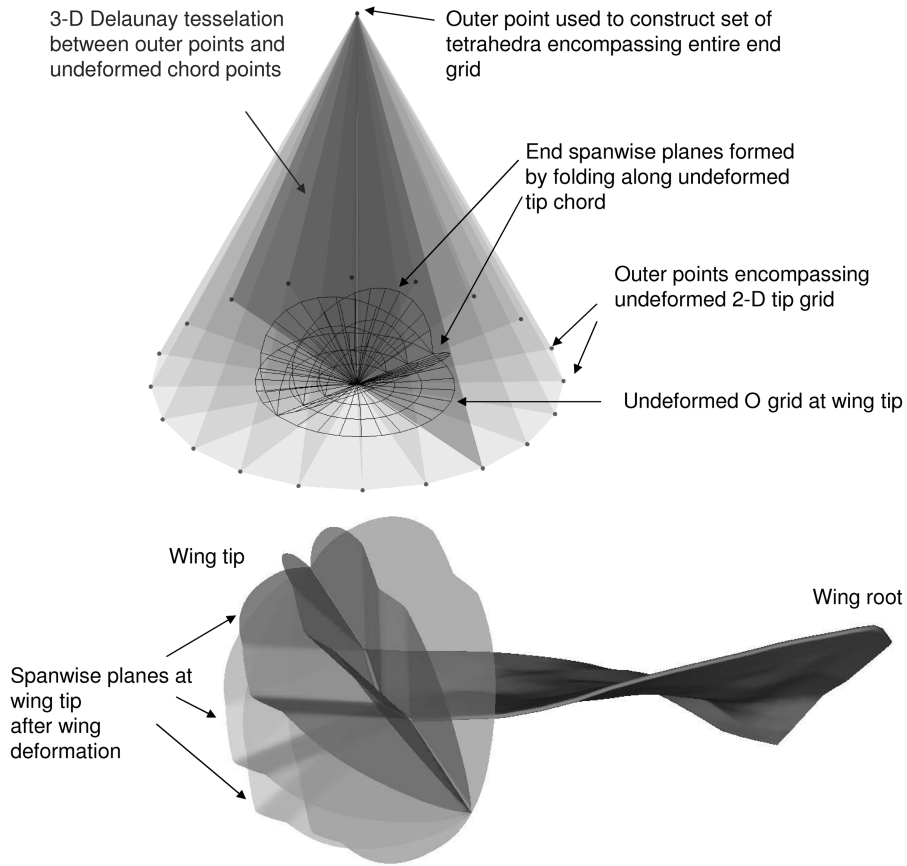 3-D Delaunay tesselation
between outer points and
undeformed chord points
Outer point used to construct set of
tetrahedra encompassing entire end
grid
End spanwise planes formed
by folding along undeformed
tip chord
Outer points encompassing
undeformed 2-D tip grid
Undeformed O grid at wing tip
Wing tip
Wing root
Spanwise planes at
wing tip
after wing
deformation